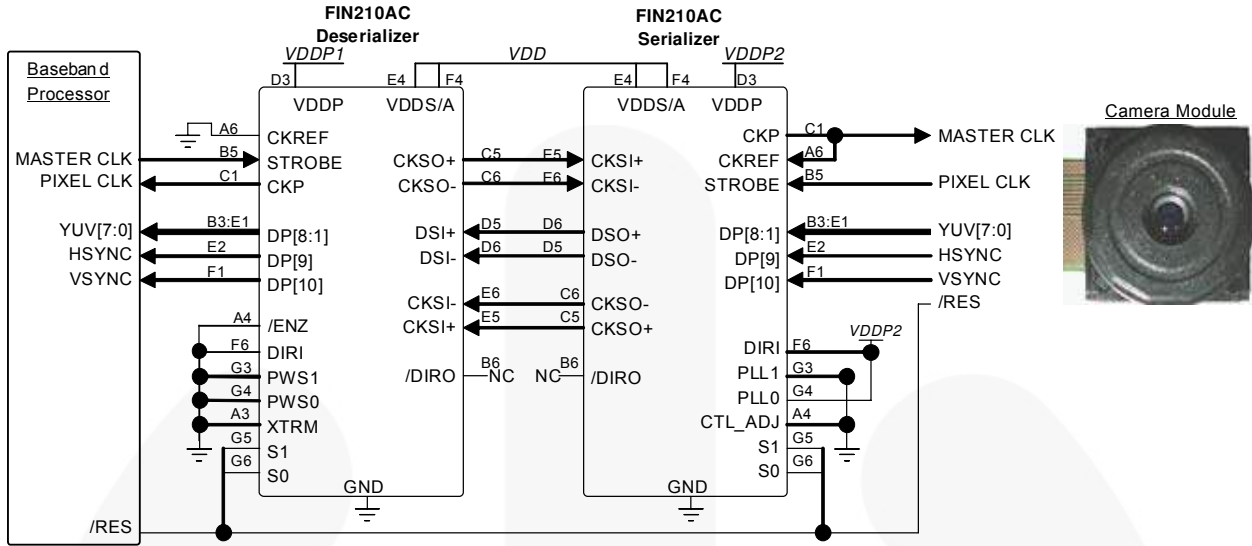 FIN210AC
Deserializer
FIN210AC
Serializer
VDDP1
VDD
VDDP2
D3
E4
F4
E4
F4
D3
Baseband
Processor
VDDP
VDDS/A
VDDS/A
VDDP
Camera Module
A6
CKREF
CKP
C1
MASTER CLK
MASTER CLK
B5
STROBE
CKSO+
C5
E5
CKSI+
CKREF
A6
PIXEL CLK
C1
CKP
CKSO-
C6
E6
CKSI-
STROBE
B5
PIXEL CLK
YUV[7:0]
B3:E1
DP[8:1]
DSI+
D5
D6
DSO+
DP[8:1]
B3:E1
YUV[7:0]
HSYNC
E2
DP[9]
DSI-
D6
D5
DSO-
DP[9]
E2
HSYNC
VSYNC
F1
DP[10]
DP[10]
F1
VSYNC
CKSI-
E6
C6
CKSO-
/RES
A4
/ENZ
CKSI+
E5
C5
CKSO+
VDDP2
F6
DIRI
DIRI
F6
G3
PWS1
/DIRO
B6
NC
NC
B6
/DIRO
PLL1
G3
G4
PWS0
PLL0
G4
A3
XTRM
CTL_ADJ
A4
G5
S1
S1
G5
G6
S0
S0
G6
GND
GND
/RES